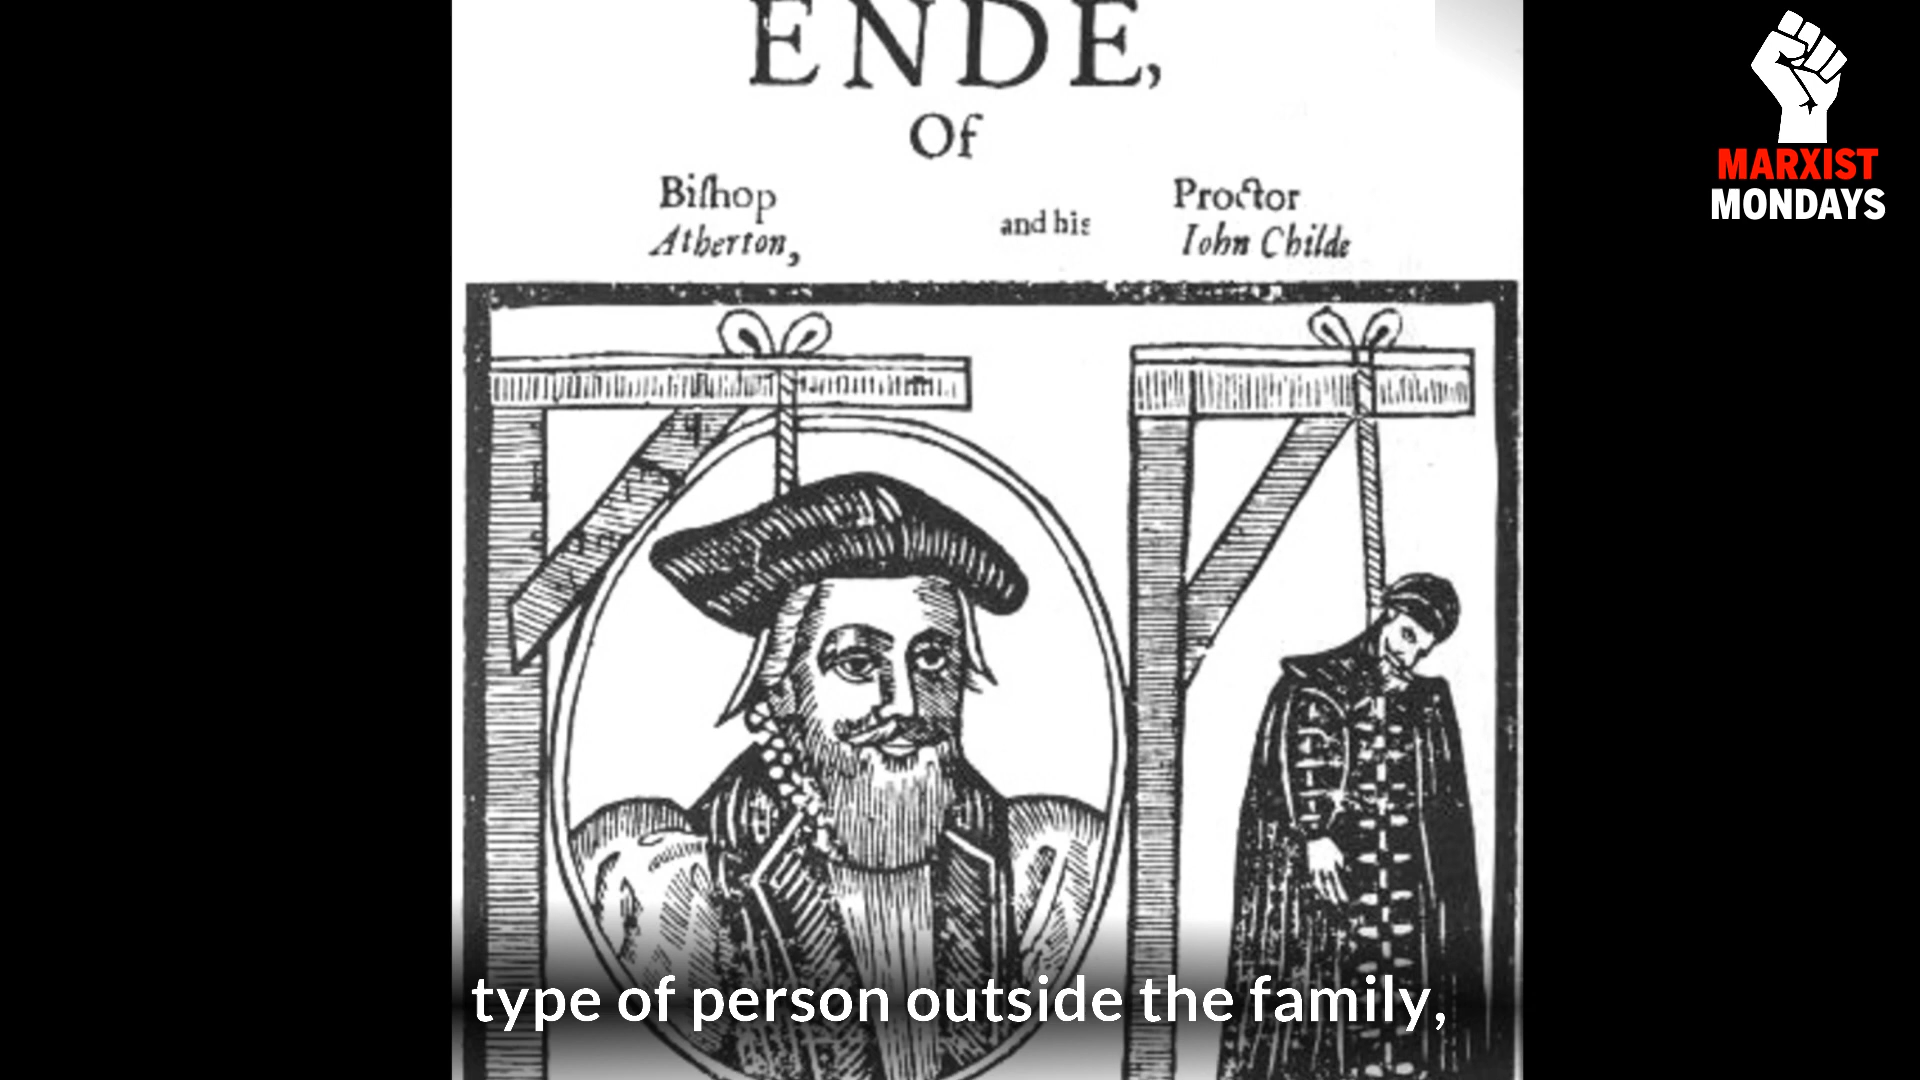 ENDE,
Of
Biſhop
Atherton,
and his
Proctor
Iohn Childe
MARXIST
MONDAYS
type of person outside the family,